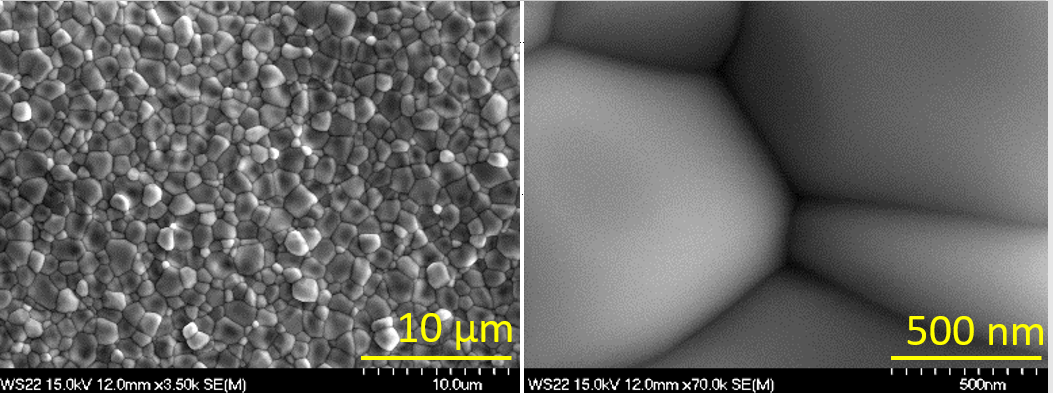 10 μm
WS22 15.0kV 12.0mm x3.50k SE(M) 10.0um
500 nm
WS22 15.0kV 12.0mm x70.0k SE(M) 500nm